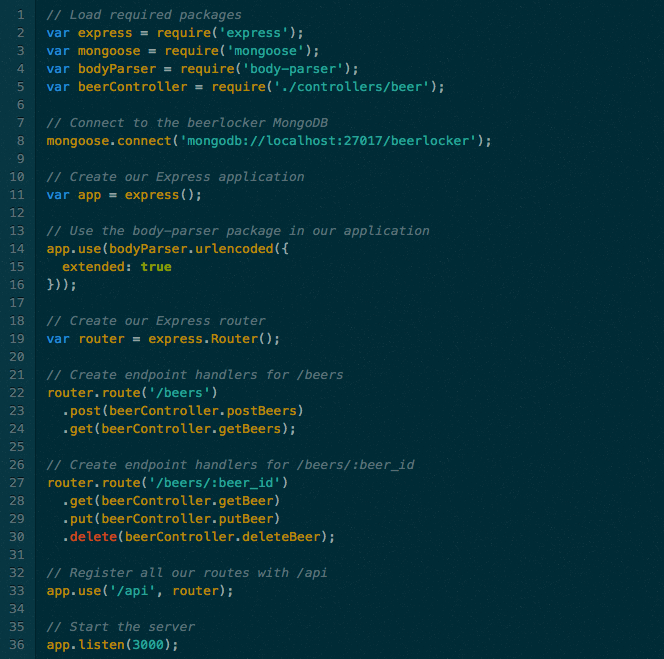 1 // Load required packages
2 var express = require('express');
3 var mongoose = require('mongoose');
4 var bodyParser = require('body-parser');
5 var beerController = require('./controllers/beer');
6
7 // Connect to the beerlocker MongoDB
8 mongoose.connect('mongodb://localhost:27017/beerlocker');
9
10 // Create our Express application
11 var app = express();
12
13 // Use the body-parser package in our application
14 app.use(bodyParser.urlencoded({
15   extended: true
16 }));
17
18 // Create our Express router
19 var router = express.Router();
20
21 // Create endpoint handlers for /beers
22 router.route('/beers')
23   .post(beerController.postBeers)
24   .get(beerController.getBeers);
25
26 // Create endpoint handlers for /beers/:beer_id
27 router.route('/beers/:beer_id')
28   .get(beerController.getBeer)
29   .put(beerController.putBeer)
30   .delete(beerController.deleteBeer);
31
32 // Register all our routes with /api
33 app.use('/api', router);
34
35 // Start the server
36 app.listen(3000);